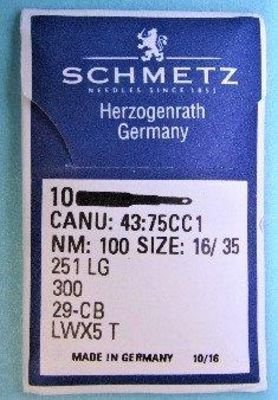 SCHMETZ
NEEDLES SINCE 1851
Herzogenrath
Germany
10
CANU: 43:75CC1
NM: 100 SIZE: 16/ 35
251 LG
300
29-CB
LWX5 T
MADE IN GERMANY 10/16